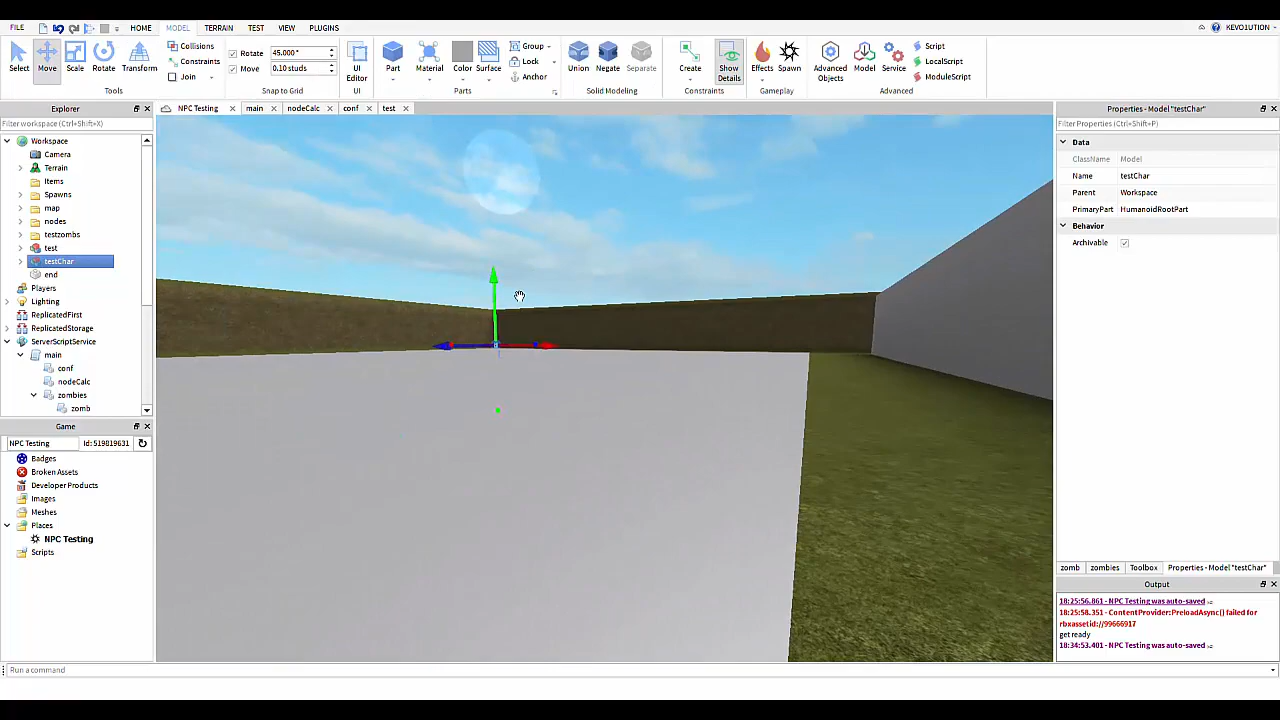 FILE HOME MODEL TERRAIN TEST VIEW PLUGINS KEVO1UTION
Select Move Scale Rotate Transform
Collisions
Constraints
Join
Tools
Rotate 45.000°
Move 0.10 studs
Snap to Grid
UI Editor
UI
Part Material Color Surface
Group
Lock
Anchor
Parts
Union Negate Separate
Solid Modeling
Create Show Details
Constraints
Effects Spawn
Gameplay
Advanced Objects Model Service
Script
LocalScript
ModuleScript
Advanced
Explorer
Filter workspace (Ctrl+Shift+X)
Workspace
Camera
Terrain
Items
Spawns
map
nodes
testzombs
test
testChar
end
Players
Lighting
ReplicatedFirst
ReplicatedStorage
ServerScriptService
main
conf
nodeCalc
zombies
zomb
Game
NPC Testing Id: 519819631
Badges
Broken Assets
Developer Products
Images
Meshes
Places
NPC Testing
Scripts
NPC Testing main nodeCalc conf test
Properties - Model "testChar"
Filter Properties (Ctrl+Shift+P)
Data
ClassName Model
Name testChar
Parent Workspace
PrimaryPart HumanoidRootPart
Behavior
Archivable
zomb zombies Toolbox Properties - Model "testChar"
Output
18:25:56.861 - NPC Testing was auto-saved
18:25:58.351 - ContentProvider:PreloadAsync() failed for
rbxassetid://99666917
get ready
18:34:53.401 - NPC Testing was auto-saved
Run a command